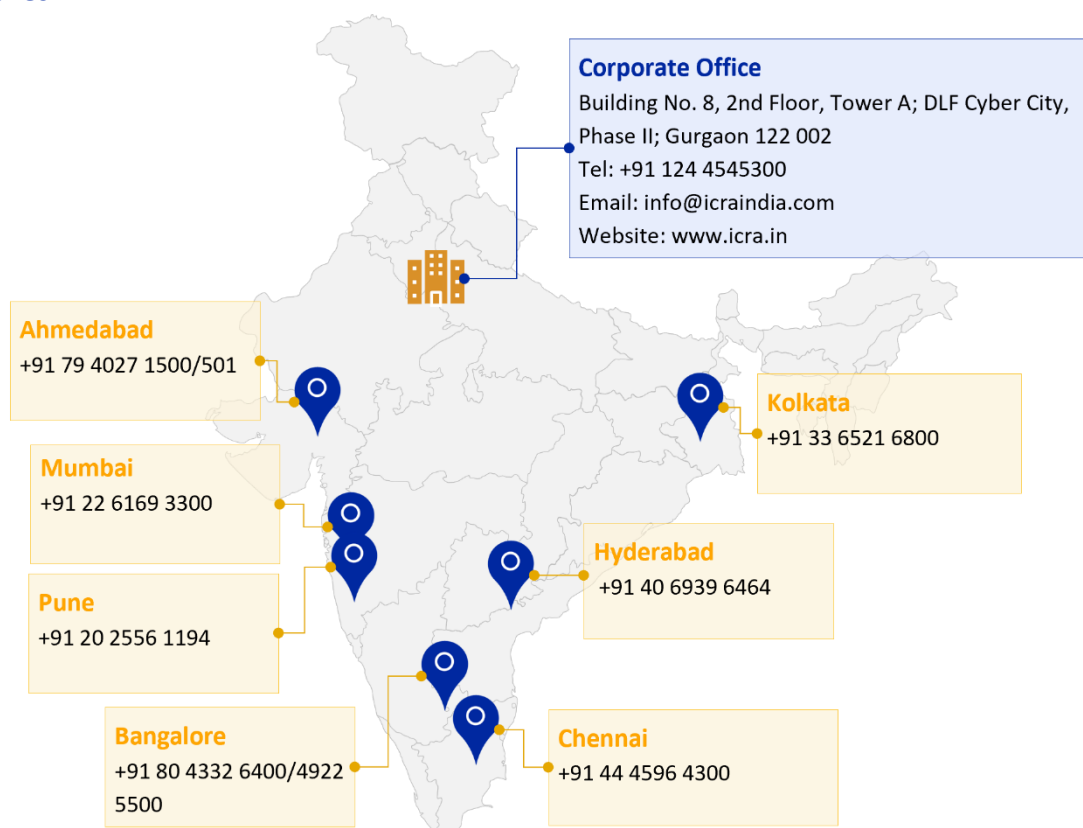 Corporate Office
Building No. 8, 2nd Floor, Tower A; DLF Cyber City,
Phase II; Gurgaon 122 002
Tel: +91 124 4545300
Email: info@icraindia.com
Website: www.icra.in
Ahmedabad
+91 79 4027 1500/501
Kolkata
+91 33 6521 6800
Mumbai
+91 22 6169 3300
Hyderabad
+91 40 6939 6464
Pune
+91 20 2556 1194
Bangalore
+91 80 4332 6400/4922
5500
Chennai
+91 44 4596 4300